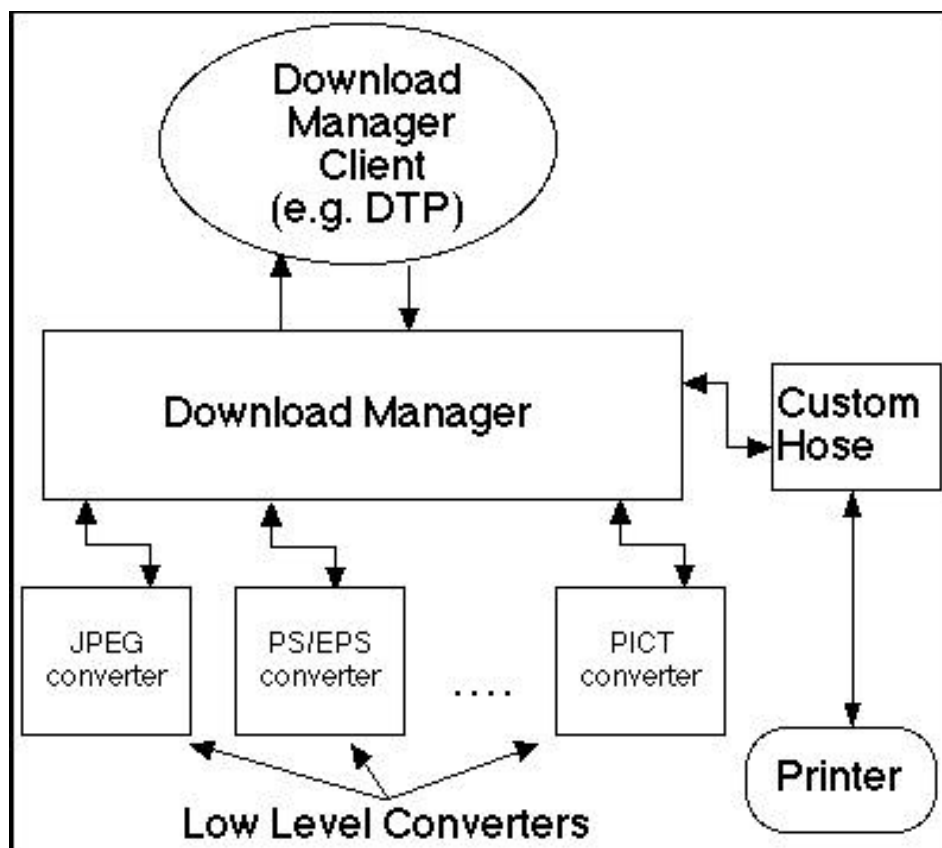 Download
Manager
Client
(e.g. DTP)
Download Manager
Custom
Hose
JPEG
converter
PS/EPS
converter
....
PICT
converter
Printer
Low Level Converters